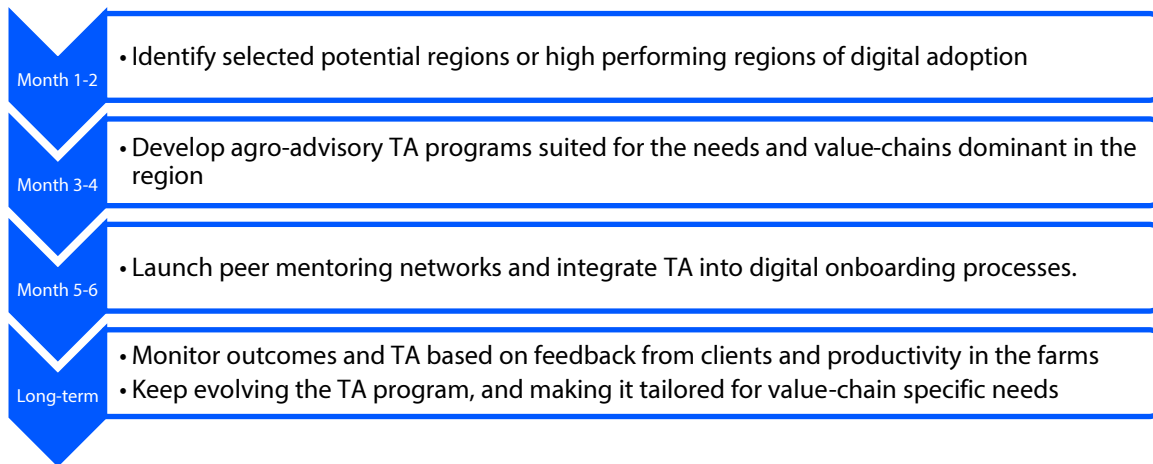 Month 1-2
• Identify selected potential regions or high performing regions of digital adoption
Month 3-4
• Develop agro-advisory TA programs suited for the needs and value-chains dominant in the
region
Month 5-6
• Launch peer mentoring networks and integrate TA into digital onboarding processes.
Long-term
• Monitor outcomes and TA based on feedback from clients and productivity in the farms
• Keep evolving the TA program, and making it tailored for value-chain specific needs